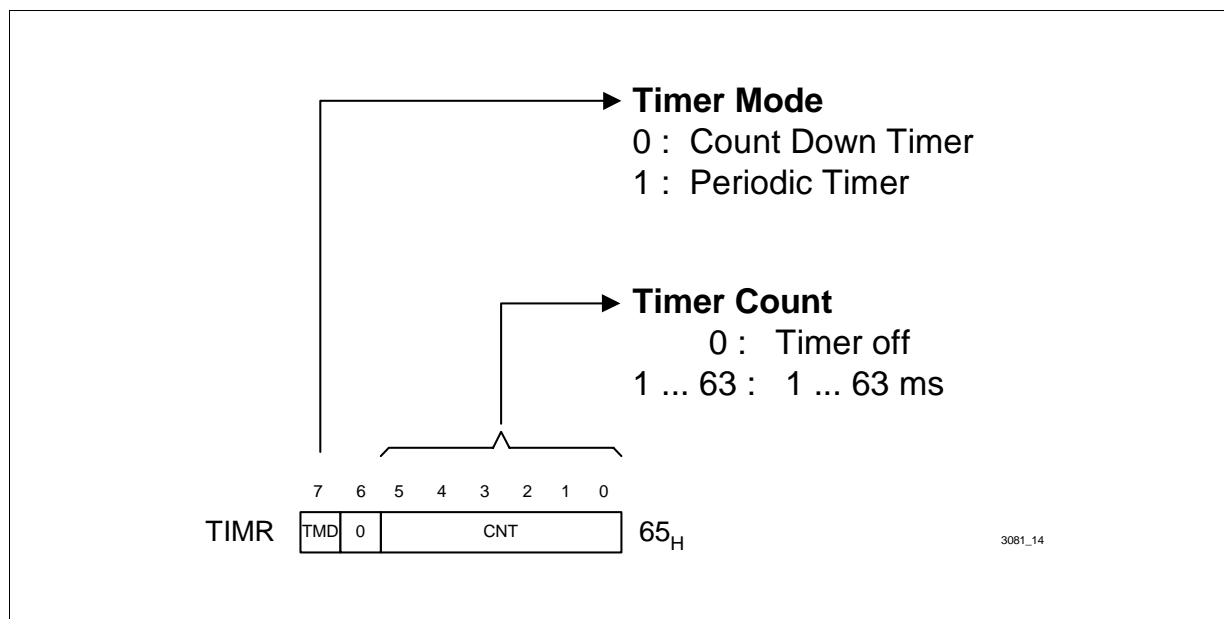 Timer Mode
0 : Count Down Timer
1 : Periodic Timer
Timer Count
0 : Timer off
1 ... 63 : 1 ... 63 ms
7 6 5 4 3 2 1 0
TIMR TMD 0 CNT 65H
3081_14